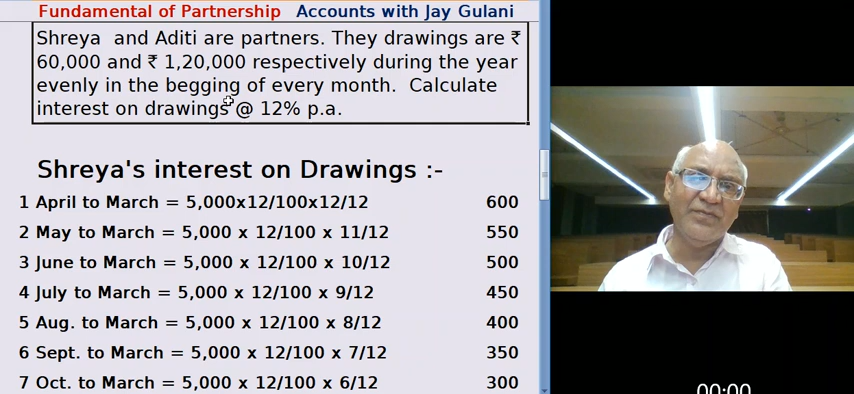 Fundamental of Partnership Accounts with Jay Gulani
Shreya and Aditi are partners. They drawings are ₹
60,000 and ₹ 1,20,000 respectively during the year
evenly in the begging of every month. Calculate
interest on drawings @ 12% p.a.
Shreya's interest on Drawings :-
1 April to March = 5,000x12/100x12/12 600
2 May to March = 5,000 x 12/100 x 11/12 550
3 June to March = 5,000 x 12/100 x 10/12 500
4 July to March = 5,000 x 12/100 x 9/12 450
5 Aug. to March = 5,000 x 12/100 x 8/12 400
6 Sept. to March = 5,000 x 12/100 x 7/12 350
7 Oct. to March = 5,000 x 12/100 x 6/12 300
00:00